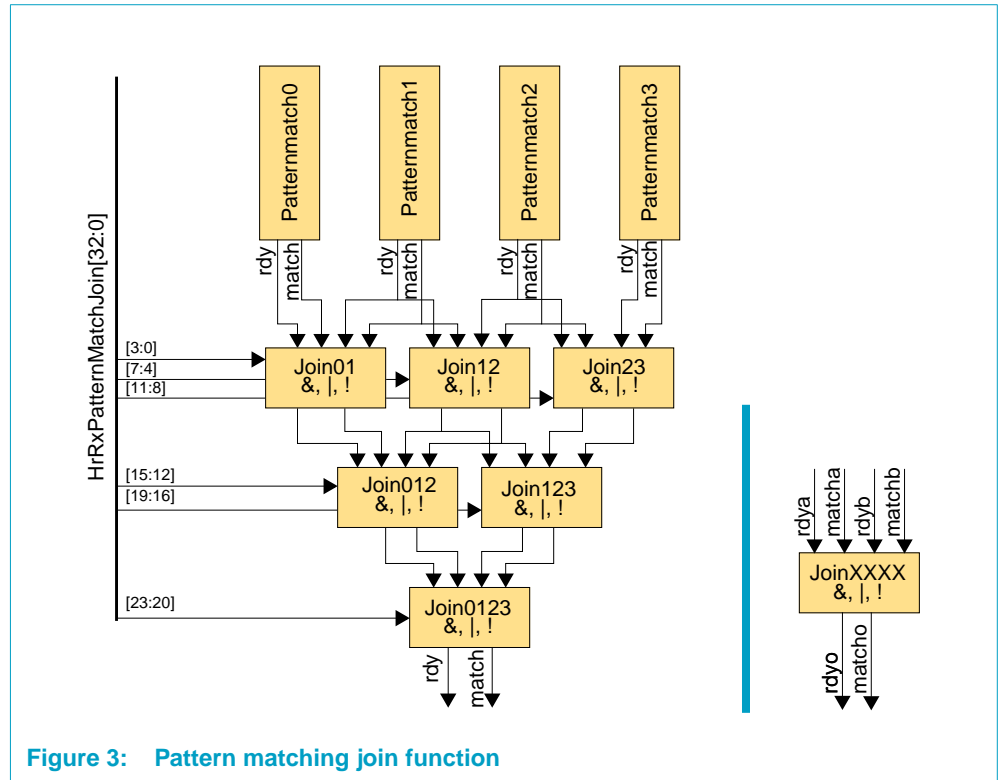 HrRxPatternMatchJoin[32:0]
Patternmatch0
Patternmatch1
Patternmatch2
Patternmatch3
rdy
match
rdy
match
rdy
match
rdy
match
[3:0]
[7:4]
[11:8]
Join01
&, |, !
Join12
&, |, !
Join23
&, |, !
[15:12]
[19:16]
Join012
&, |, !
Join123
&, |, !
[23:20]
Join0123
&, |, !
rdy
match
rdya
matcha
rdyb
matchb
JoinXXXX
&, |, !
rdyo
matcho
Figure 3: Pattern matching join function